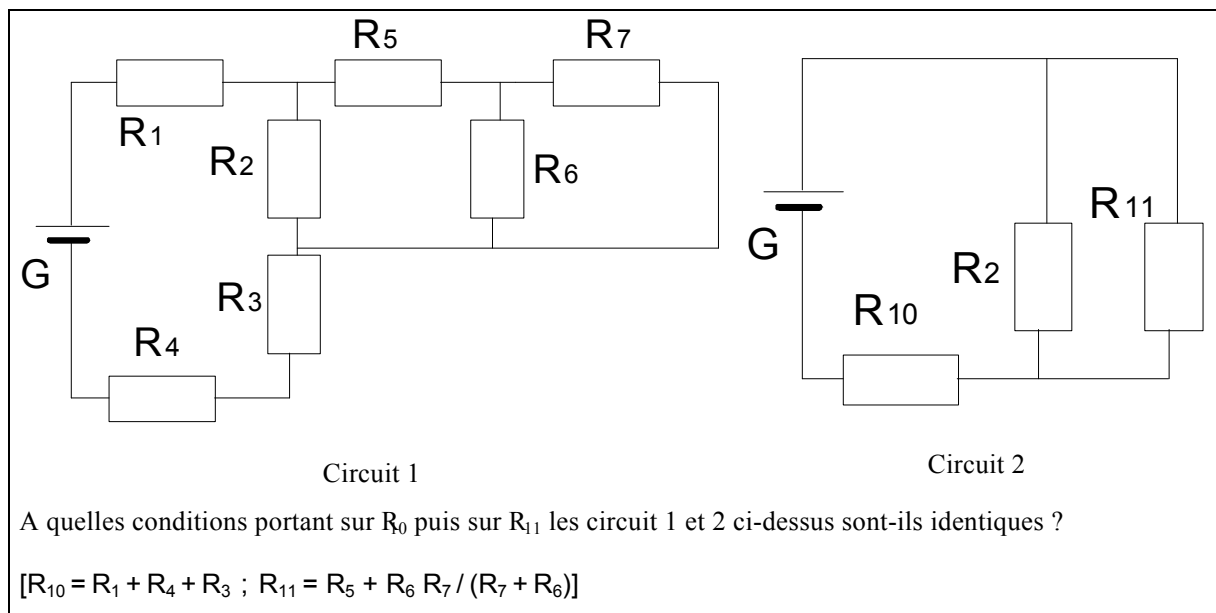 R5
R7
R1
R2
R6
R11
G
G
R2
R3
R10
R4
Circuit 1
Circuit 2
A quelles conditions portant sur R10 puis sur R11 les circuit 1 et 2 ci-dessus sont-ils identiques ?
[R10 = R1 + R4 + R3 ; R11 = R5 + R6 R7 / (R7 + R6)]